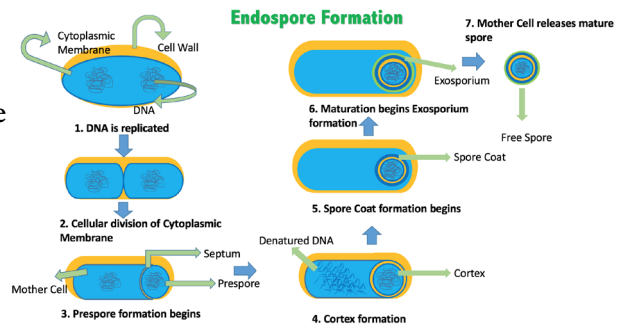 Endospore Formation
Cytoplasmic
Membrane
Cell Wall
DNA
1. DNA is replicated
2. Cellular division of Cytoplasmic
Membrane
Septum
Mother Cell
Prespore
3. Prespore formation begins
Denatured DNA
Cortex
4. Cortex formation
Spore Coat
5. Spore Coat formation begins
Exosporium
6. Maturation begins Exosporium
formation
7. Mother Cell releases mature
spore
Free Spore
e